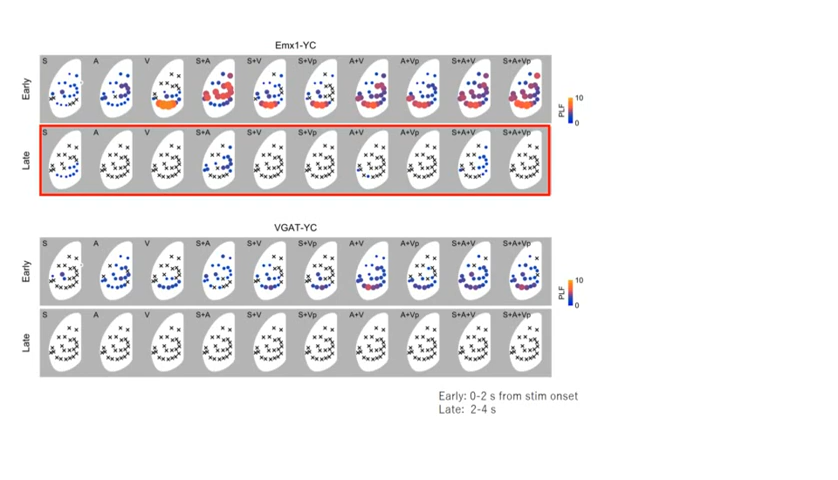 Emx1-YC
Early
S A V S+A S+V S+Vp A+V A+Vp S+A+V S+A+Vp
PLF
10
0
Late
S A V S+A S+V S+Vp A+V A+Vp S+A+V S+A+Vp
VGAT-YC
Early
S A V S+A S+V S+Vp A+V A+Vp S+A+V S+A+Vp
PLF
10
0
Late
S A V S+A S+V S+Vp A+V A+Vp S+A+V S+A+Vp
Early: 0-2 s from stim onset
Late: 2-4 s